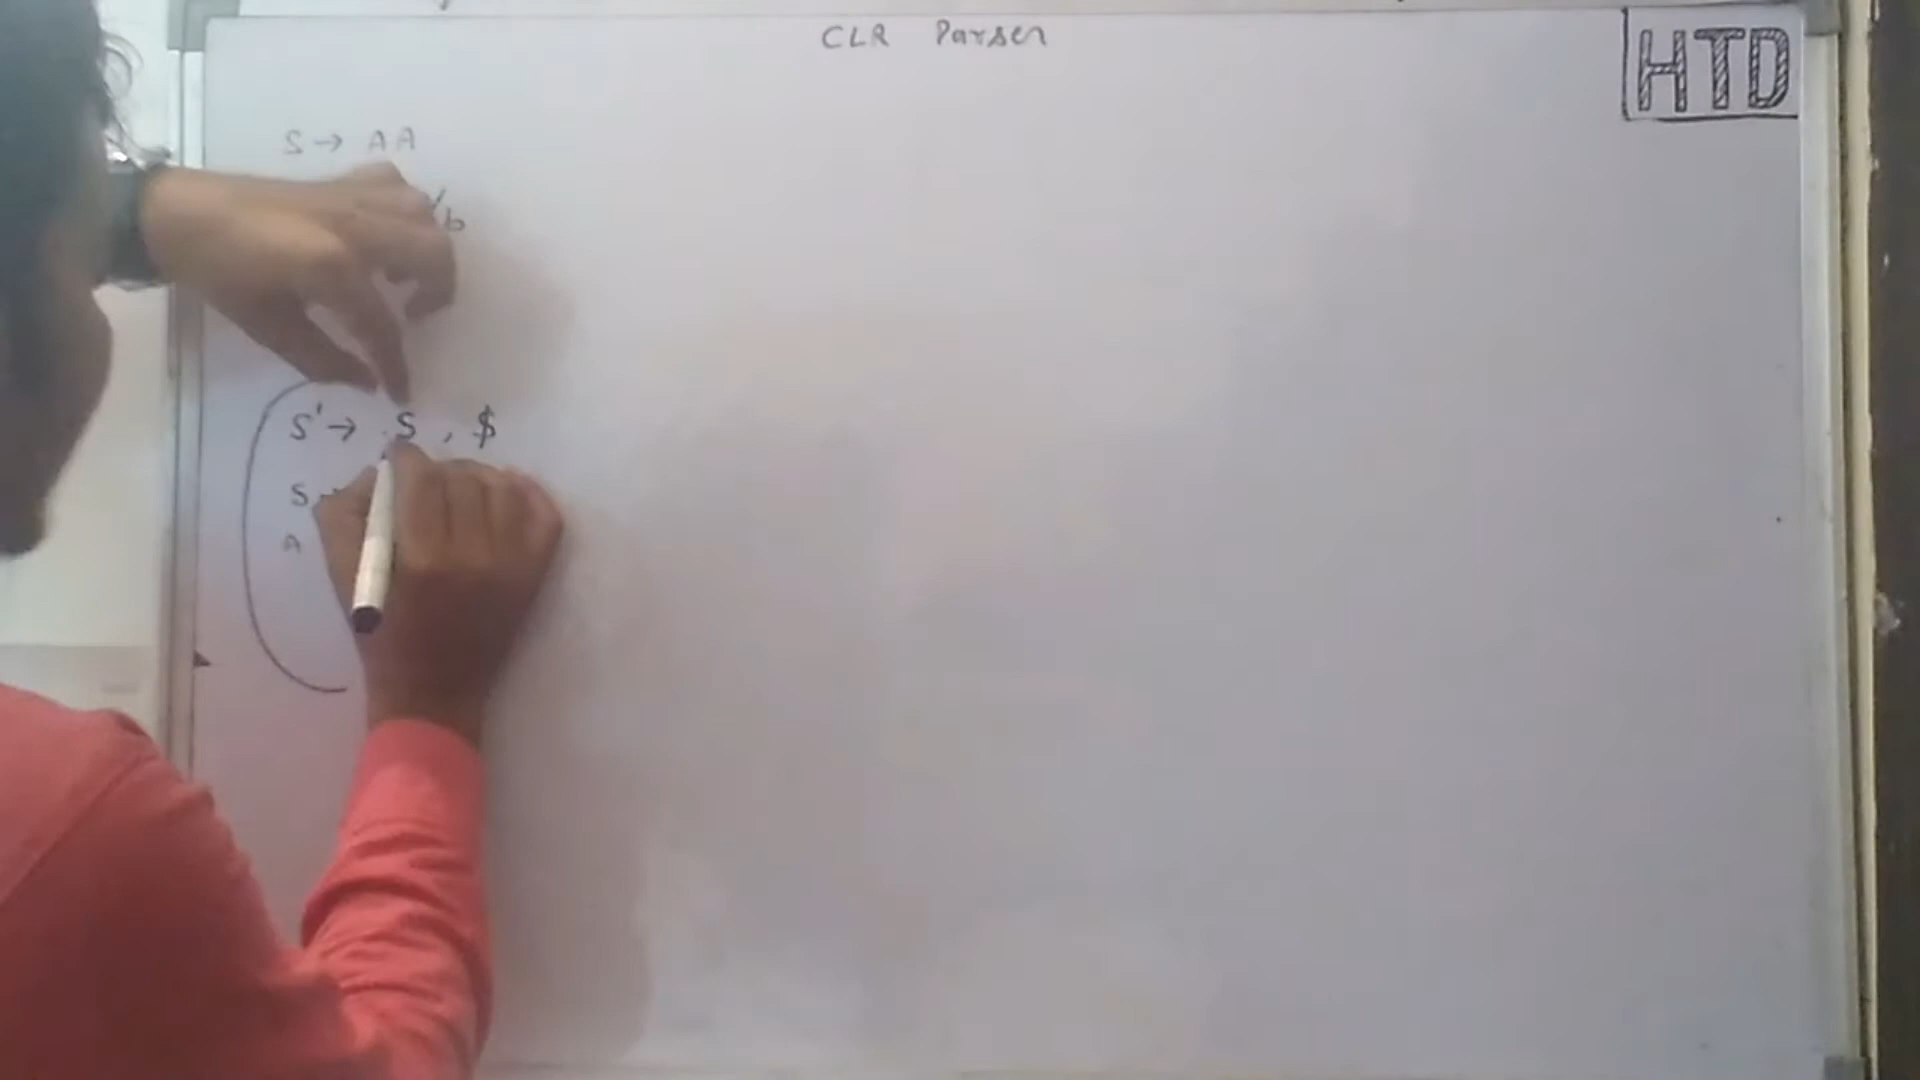 CLR Parser
HTD
S → AA
/b
S' → .S , $
S →
A